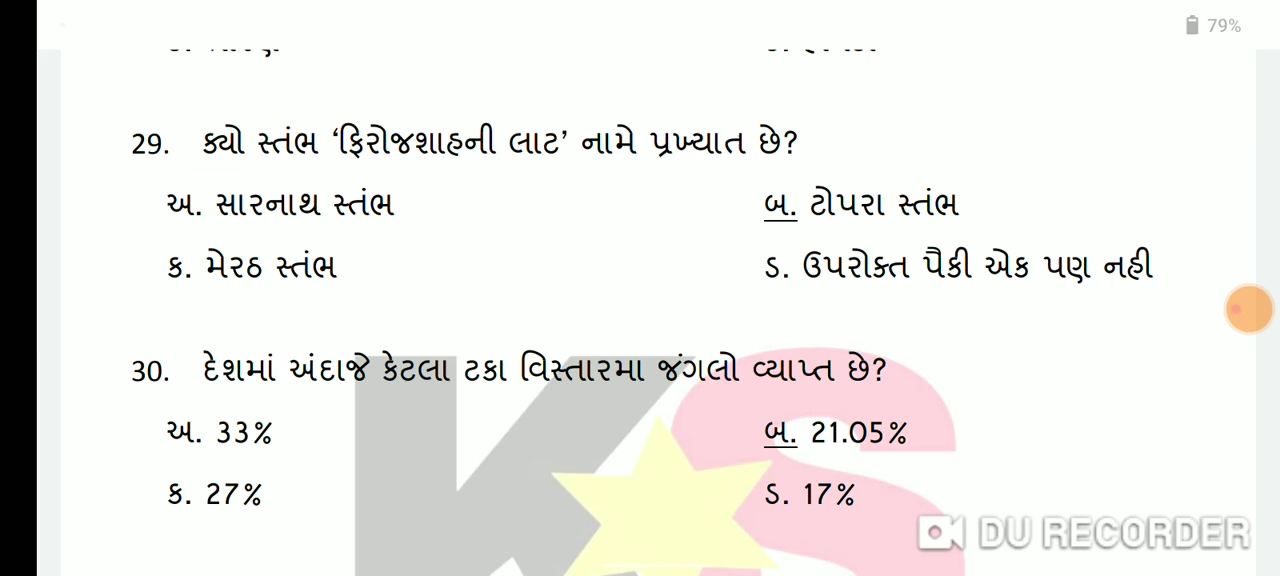 79%
29. ક્યો સ્તંભ ‘ફિરોજશાહની લાટ’ નામે પ્રખ્યાત છે?
અ. સારનાથ સ્તંભ બ. ટોપરા સ્તંભ
ક. મેરઠ સ્તંભ ડ. ઉપરોક્ત પૈકી એક પણ નહી
30. દેશમાં અંદાજે કેટલા ટકા વિસ્તારમા જંગલો વ્યાપ્ત છે?
અ. 33% બ. 21.05%
ક. 27% ડ. 17%
KS
DU RECORDER